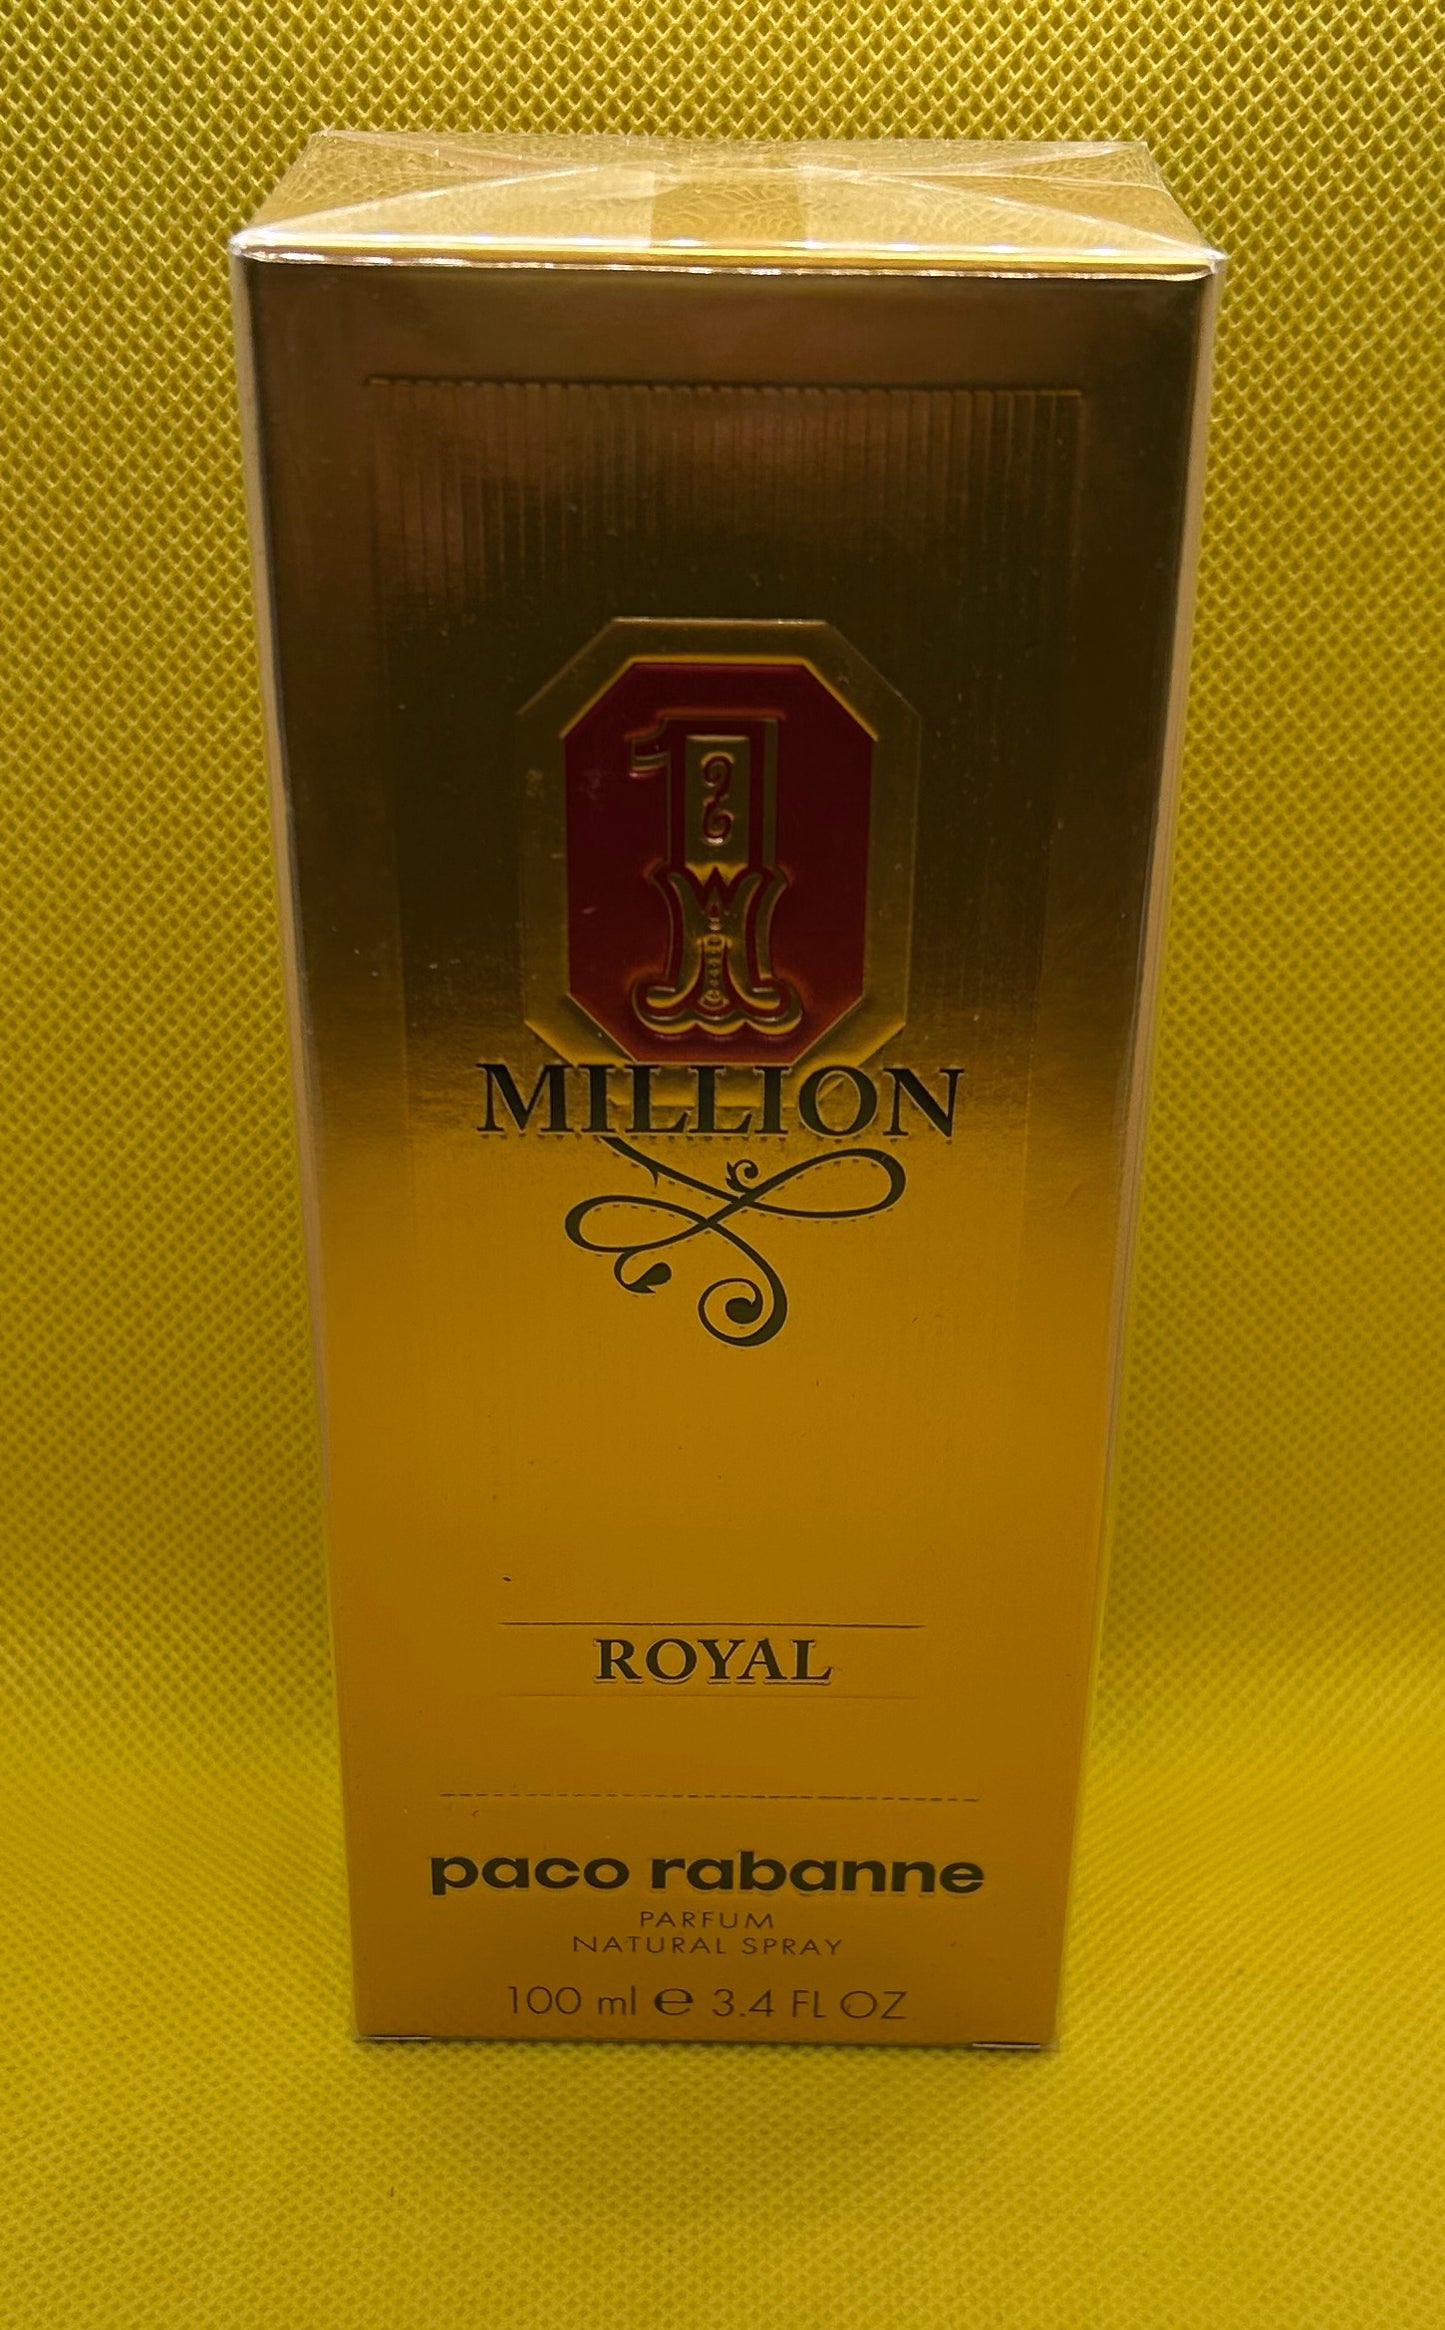 1
MILLION
ROYAL
paco rabanne
PARFUM
NATURAL SPRAY
100 ml ℮ 3.4 FL OZ